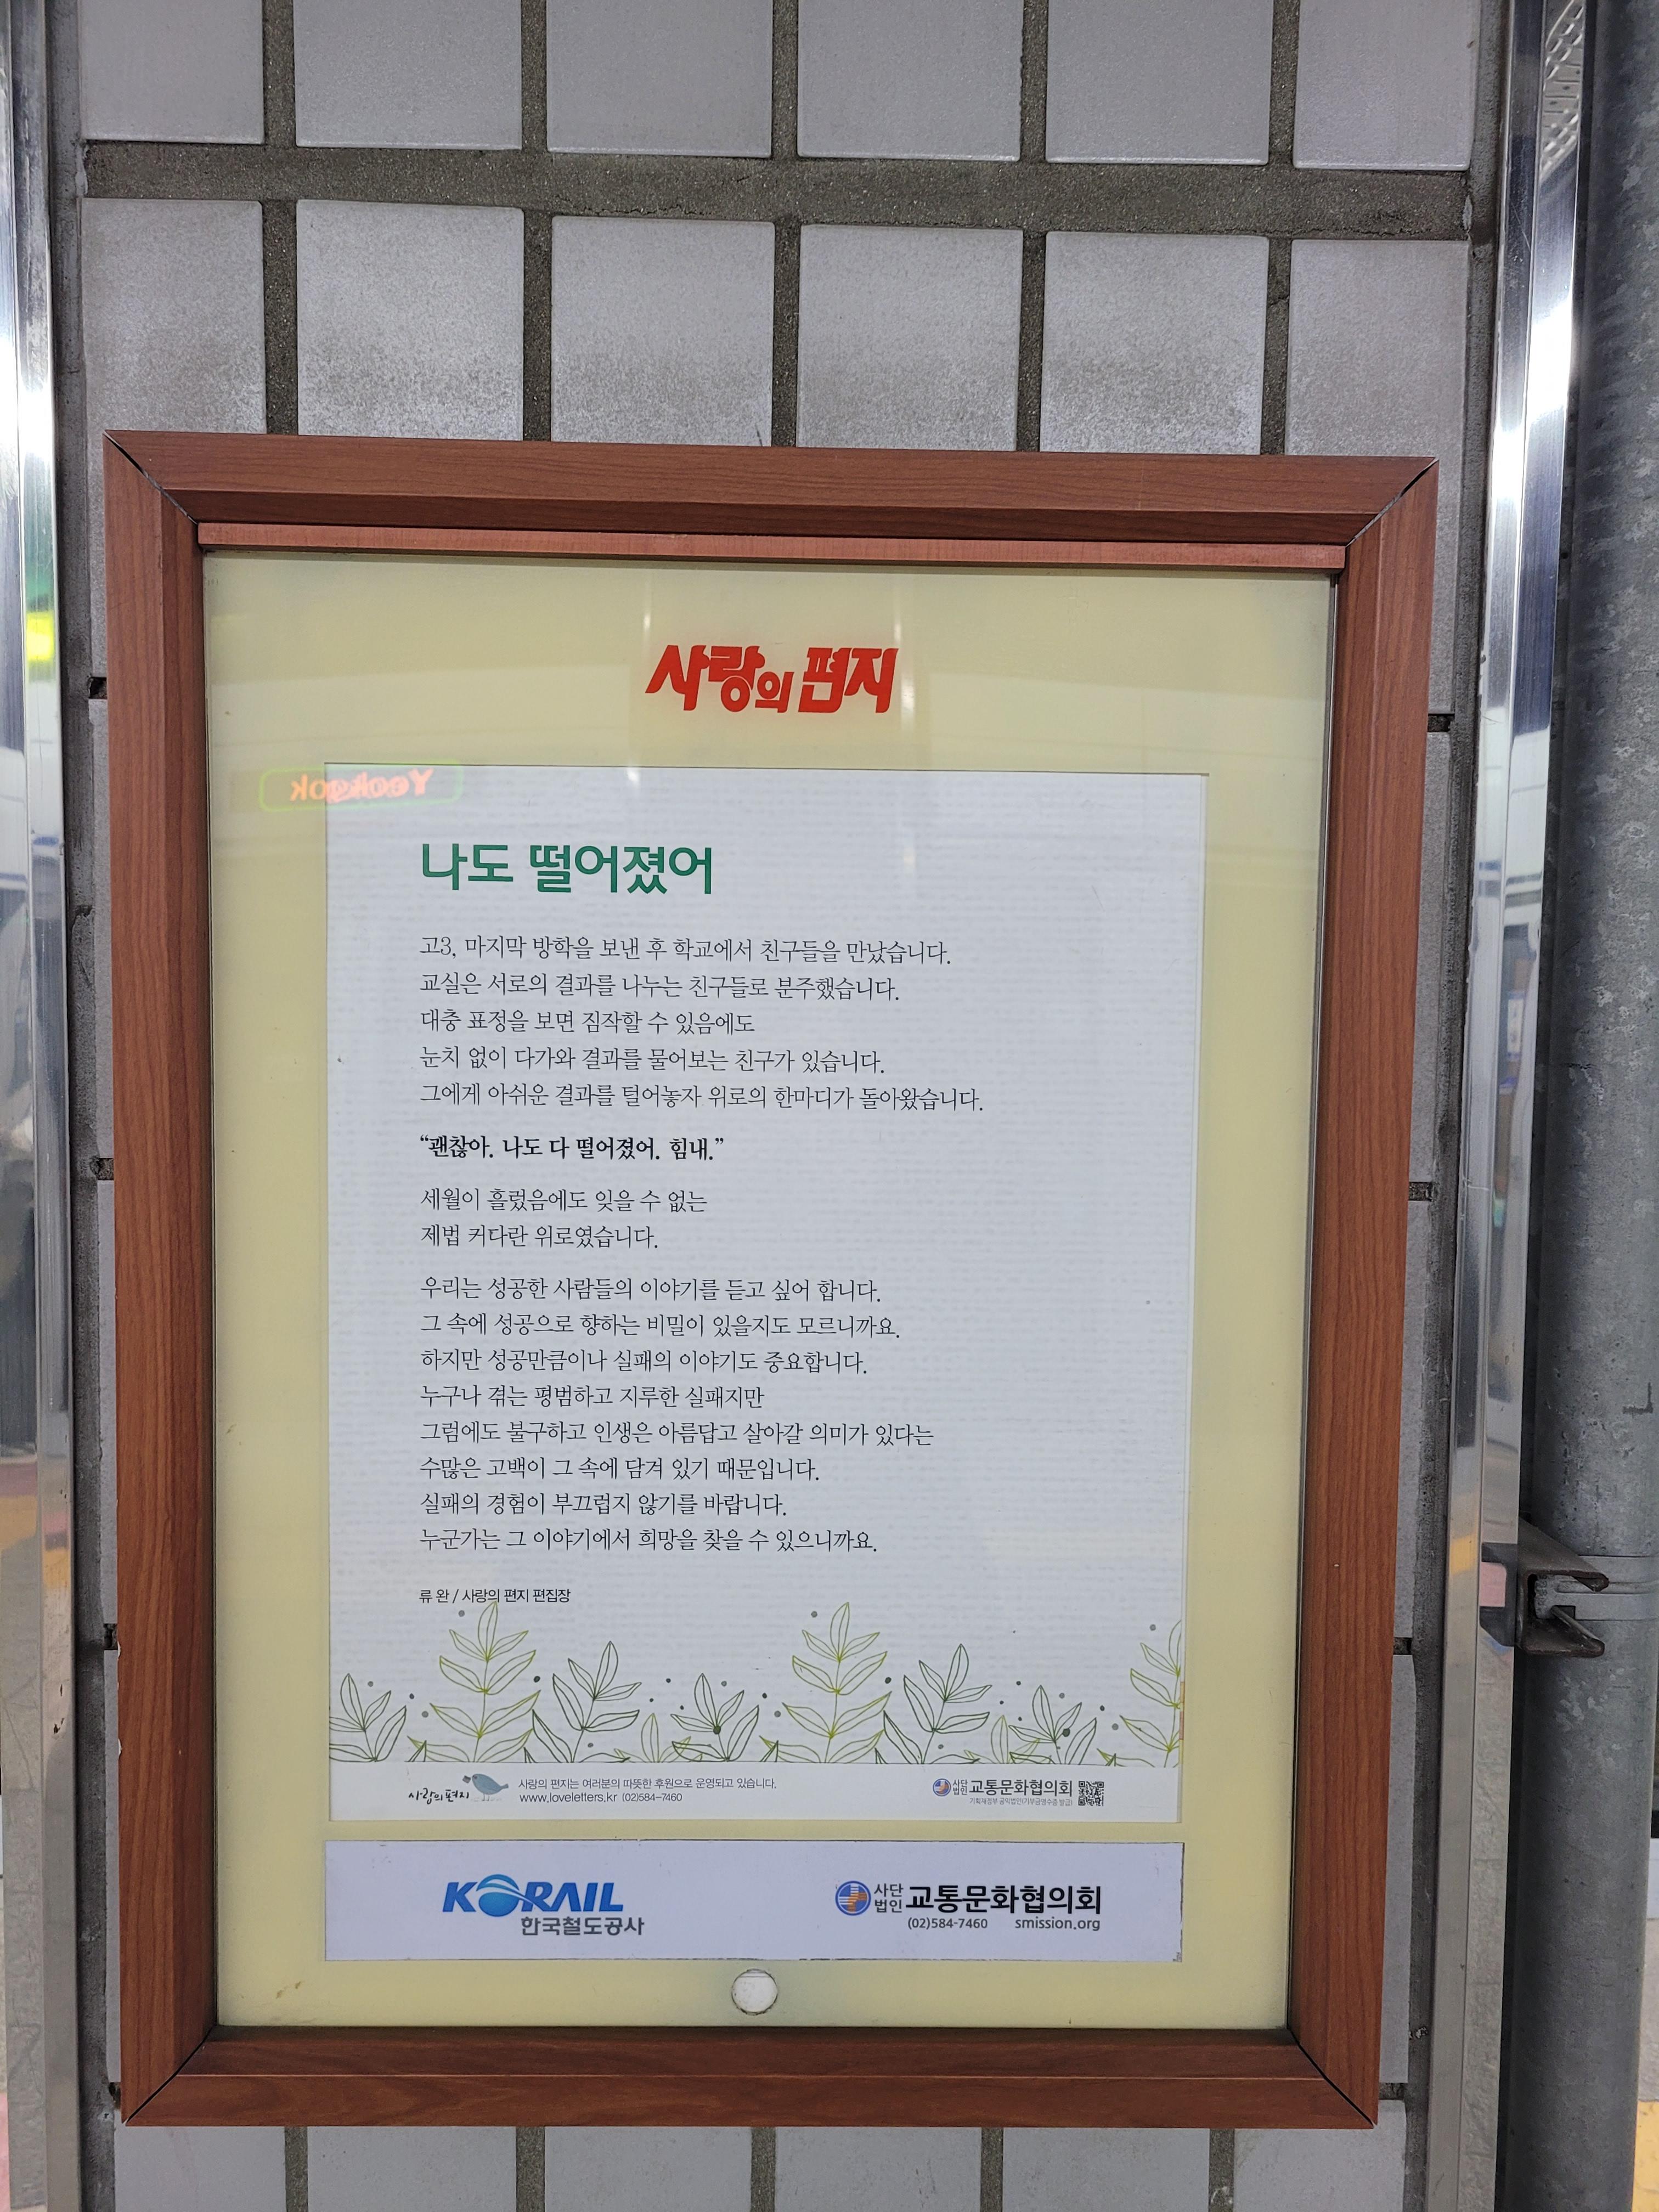 사랑의 편지
Yeokgok
나도 떨어졌어
고3, 마지막 방학을 보낸 후 학교에서 친구들을 만났습니다.
교실은 서로의 결과를 나누는 친구들로 분주했습니다.
대충 표정을 보면 짐작할 수 있음에도
눈치 없이 다가와 결과를 물어보는 친구가 있습니다.
그에게 아쉬운 결과를 털어놓자 위로의 한마디가 돌아왔습니다.
“괜찮아. 나도 다 떨어졌어. 힘내.”
세월이 흘렀음에도 잊을 수 없는
제법 커다란 위로였습니다.
우리는 성공한 사람들의 이야기를 듣고 싶어 합니다.
그 속에 성공으로 향하는 비밀이 있을지도 모르니까요.
하지만 성공만큼이나 실패의 이야기도 중요합니다.
누구나 겪는 평범하고 지루한 실패지만
그럼에도 불구하고 인생은 아름답고 살아갈 의미가 있다는
수많은 고백이 그 속에 담겨 있기 때문입니다.
실패의 경험이 부끄럽지 않기를 바랍니다.
누군가는 그 이야기에서 희망을 찾을 수 있으니까요.
류 완 / 사랑의 편지 편집장
사랑의 편지
사랑의 편지는 여러분의 따뜻한 후원으로 운영되고 있습니다.
www.loveletters.kr (02)584-7460
사단법인 교통문화협의회
기획재정부 공익법인(기부금영수증 발급)
KORAIL
한국철도공사
사단법인 교통문화협의회
(02)584-7460 smission.org